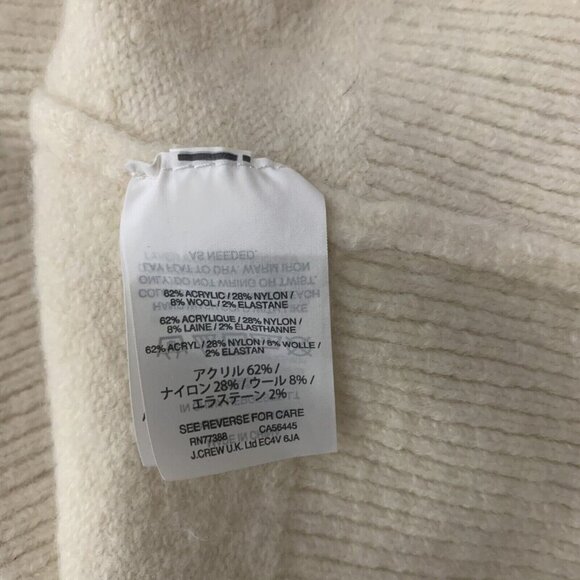 62% ACRYLIC / 28% NYLON /
8% WOOL / 2% ELASTANE
62% ACRYLIQUE / 28% NYLON /
8% LAINE / 2% ÉLASTHANNE
62% ACRYL / 28% NYLON / 8% WOLLE /
2% ELASTAN
アクリル 62% /
ナイロン 28% / ウール 8% /
エラステーン 2%
SEE REVERSE FOR CARE
RN77388 CA56445
J.CREW U.K. Ltd EC4V 6JA